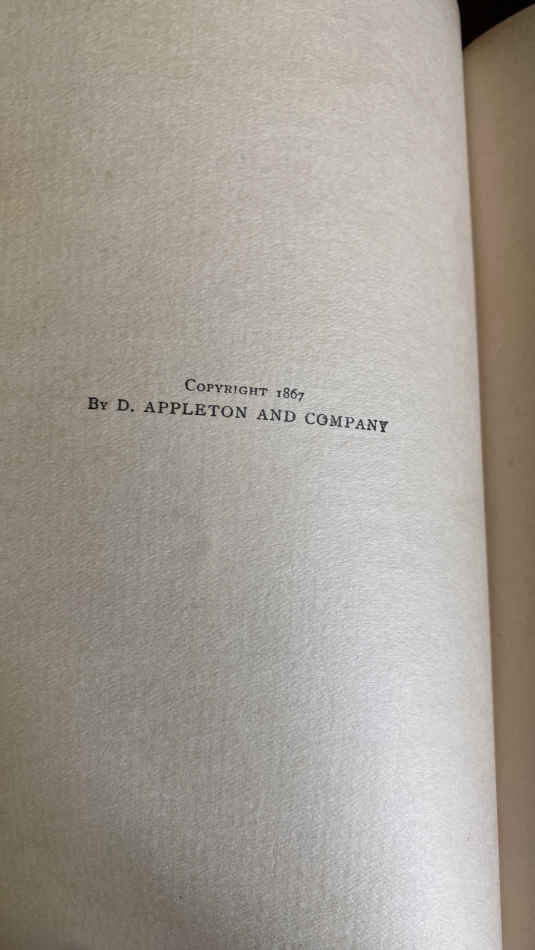 Copyright 1867
By D. APPLETON AND COMPANY